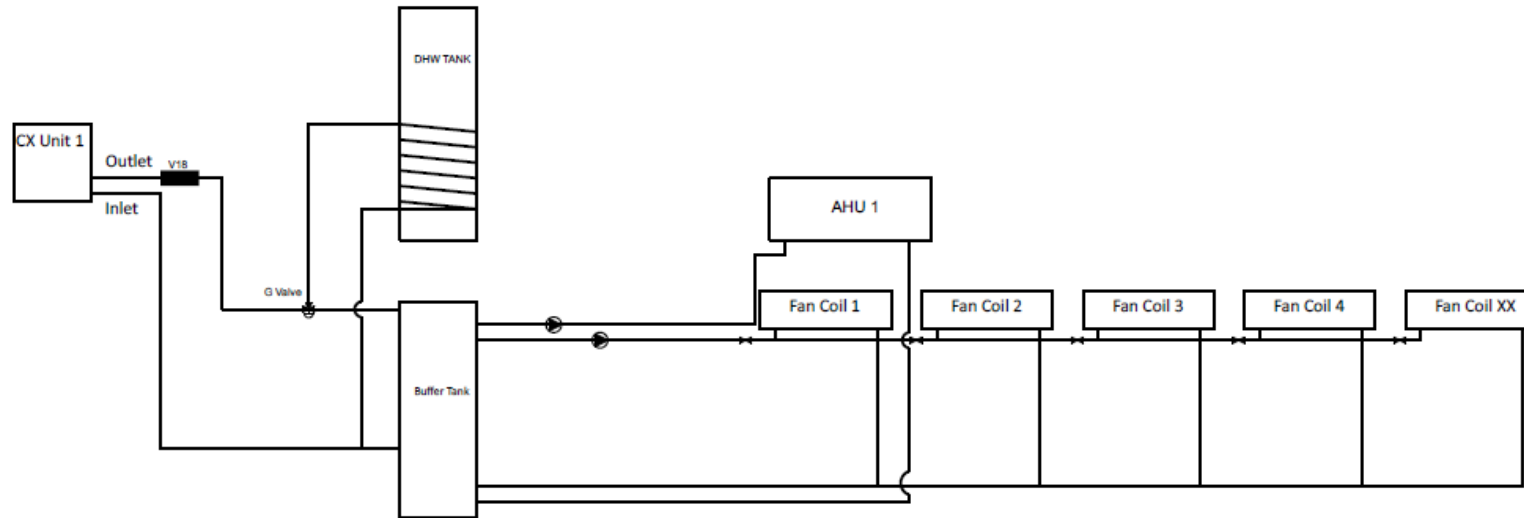 DHW TANK
CX Unit 1
Outlet
V18
Inlet
AHU 1
G Valve
Fan Coil 1
Fan Coil 2
Fan Coil 3
Fan Coil 4
Fan Coil XX
Buffer Tank